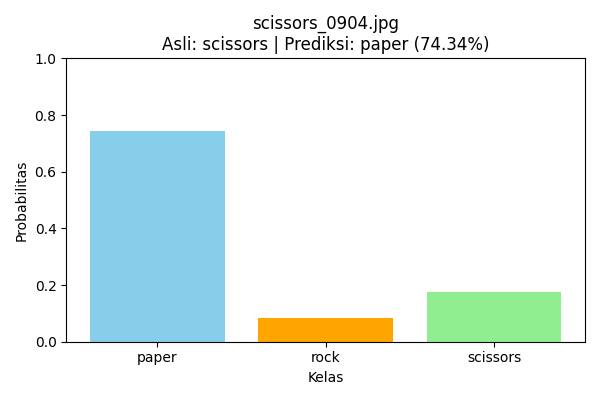 scissors_0904.jpg
Asli: scissors | Prediksi: paper (74.34%)
1.0
0.8
0.6
0.4
0.2
0.0
Probabilitas
paper rock scissors
Kelas